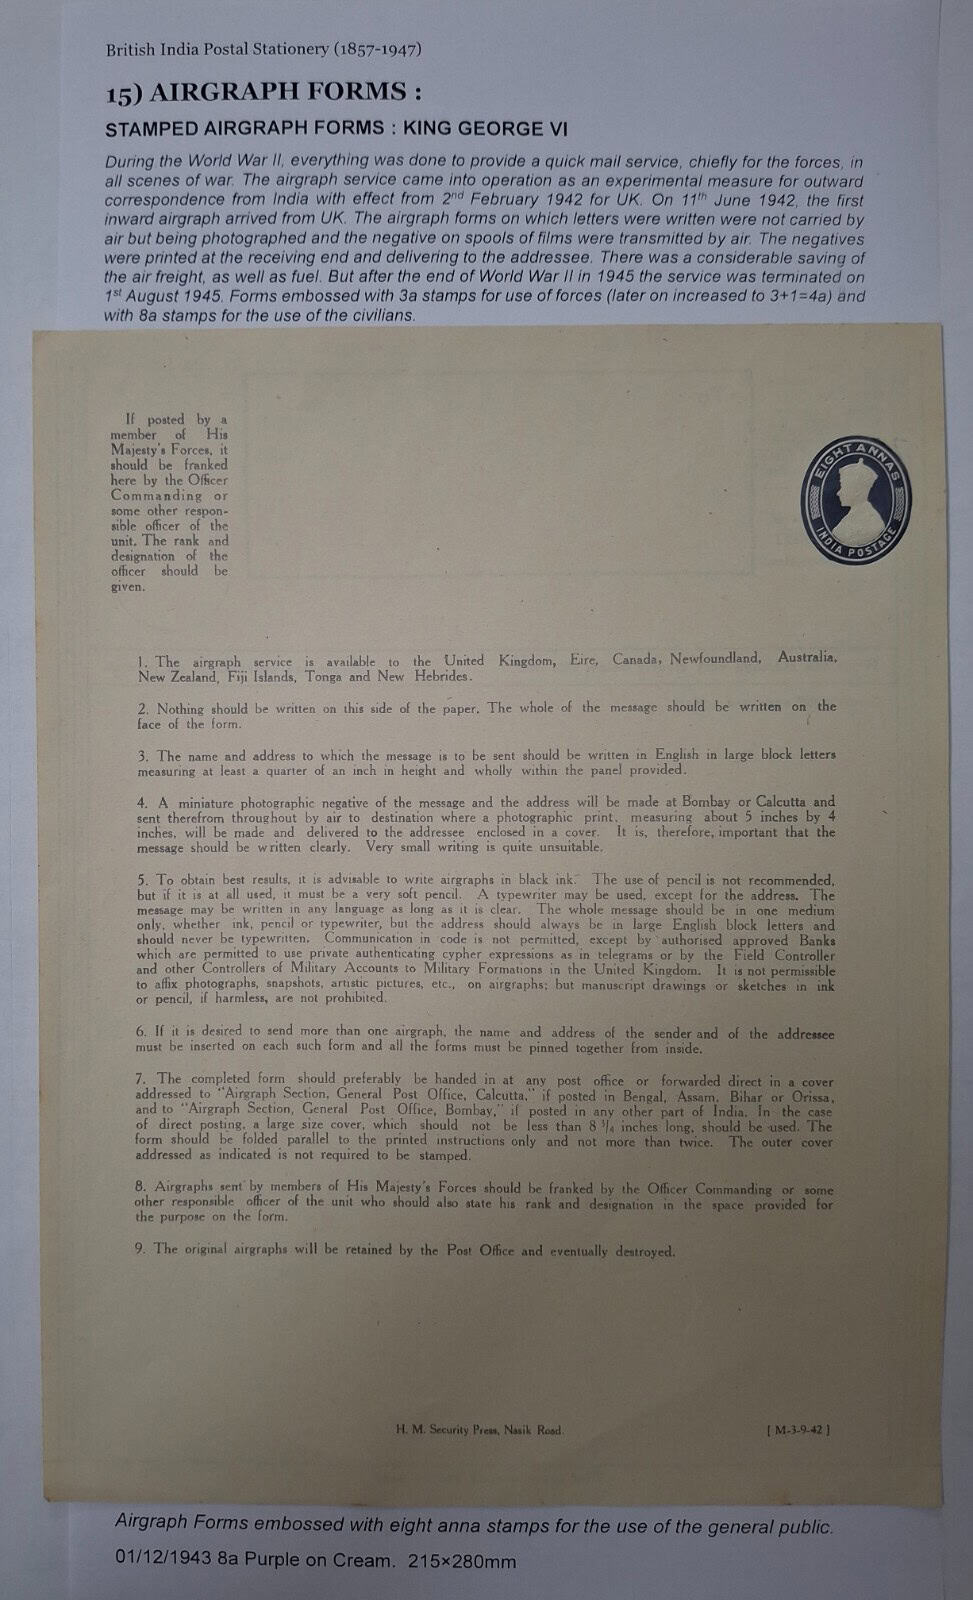 British India Postal Stationery (1857-1947)
15) AIRGRAPH FORMS :
STAMPED AIRGRAPH FORMS : KING GEORGE VI
During the World War II, everything was done to provide a quick mail service, chiefly for the forces, in
all scenes of war. The airgraph service came into operation as an experimental measure for outward
correspondence from India with effect from 2nd February 1942 for UK. On 11th June 1942, the first
inward airgraph arrived from UK. The airgraph forms on which letters were written were not carried by
air but being photographed and the negative on spools of films were transmitted by air. The negatives
were printed at the receiving end and delivering to the addressee. There was a considerable saving of
the air freight, as well as fuel. But after the end of World War II in 1945 the service was terminated on
1st August 1945. Forms embossed with 3a stamps for use of forces (later on increased to 3+1=4a) and
with 8a stamps for the use of the civilians.
If posted by a
member of His
Majesty's Forces, it
should be franked
here by the Officer
Commanding or
some other respon-
sible officer of the
unit. The rank and
designation of the
officer should be
given.
EIGHT ANNAS
INDIA POSTAGE
1. The airgraph service is available to the United Kingdom, Eire, Canada, Newfoundland, Australia,
New Zealand, Fiji Islands, Tonga and New Hebrides.
2. Nothing should be written on this side of the paper. The whole of the message should be written on the
face of the form.
3. The name and address to which the message is to be sent should be written in English in large block letters
measuring at least a quarter of an inch in height and wholly within the panel provided.
4. A miniature photographic negative of the message and the address will be made at Bombay or Calcutta and
sent therefrom throughout by air to destination where a photographic print, measuring about 5 inches by 4
inches, will be made and delivered to the addressee enclosed in a cover. It is, therefore, important that the
message should be written clearly. Very small writing is quite unsuitable.
5. To obtain best results, it is advisable to write airgraphs in black ink. The use of pencil is not recommended,
but if it is at all used, it must be a very soft pencil. A typewriter may be used, except for the address. The
message may be written in any language as long as it is clear. The whole message should be in one medium
only, whether ink, pencil or typewriter, but the address should always be in large English block letters and
should never be typewritten. Communication in code is not permitted, except by authorised approved Banks
which are permitted to use private authenticating cypher expressions as in telegrams or by the Field Controller
and other Controllers of Military Accounts to Military Formations in the United Kingdom. It is not permissible
to affix photographs, snapshots, artistic pictures, etc., on airgraphs; but manuscript drawings or sketches in ink
or pencil, if harmless, are not prohibited.
6. If it is desired to send more than one airgraph, the name and address of the sender and of the addressee
must be inserted on each such form and all the forms must be pinned together from inside.
7. The completed form should preferably be handed in at any post office or forwarded direct in a cover
addressed to "Airgraph Section, General Post Office, Calcutta," if posted in Bengal, Assam, Bihar or Orissa,
and to "Airgraph Section, General Post Office, Bombay," if posted in any other part of India. In the case
of direct posting, a large size cover, which should not be less than 8 3/4 inches long, should be used. The
form should be folded parallel to the printed instructions only and not more than twice. The outer cover
addressed as indicated is not required to be stamped.
8. Airgraphs sent by members of His Majesty's Forces should be franked by the Officer Commanding or some
other responsible officer of the unit who should also state his rank and designation in the space provided for
the purpose on the form.
9. The original airgraphs will be retained by the Post Office and eventually destroyed.
H. M. Security Press, Nasik Road.
[ M-3-9-42 ]
Airgraph Forms embossed with eight anna stamps for the use of the general public.
01/12/1943 8a Purple on Cream. 215×280mm